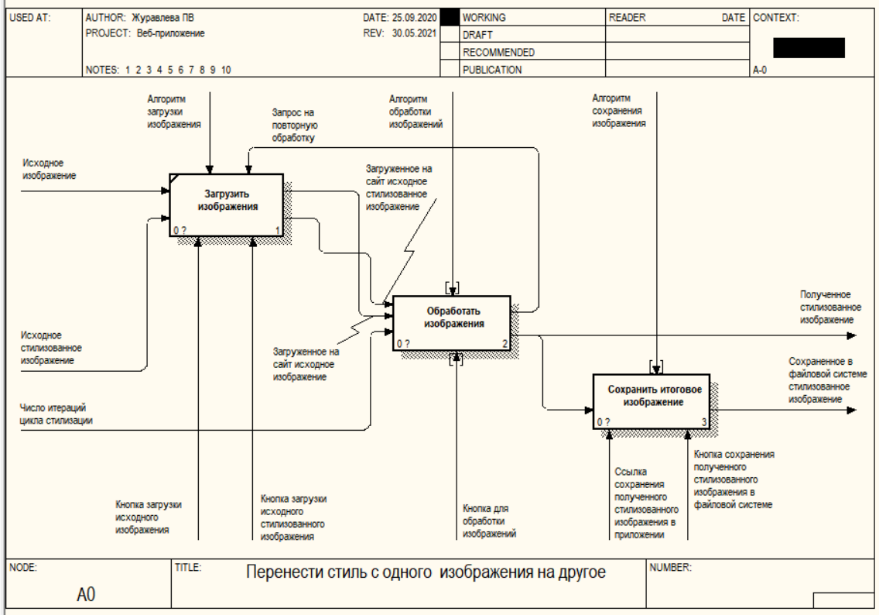 USED AT:
AUTHOR: Журавлева ПВ
DATE: 25.09.2020
PROJECT: Веб-приложение
REV: 30.05.2021
NOTES: 1 2 3 4 5 6 7 8 9 10
WORKING
DRAFT
RECOMMENDED
PUBLICATION
READER
DATE
CONTEXT:
A-0
Алгоритм
загрузки
изображения
Запрос на
повторную
обработку
Алгоритм
обработки
изображений
Алгоритм
сохранения
изображения
Исходное
изображение
Загрузить
изображения
0 ?
1
Загруженное на
сайт исходное
стилизованное
изображение
Исходное
стилизованное
изображение
Обработать
изображения
0 ?
2
Загруженное на
сайт исходное
изображение
Полученное
стилизованное
изображение
Сохраненное в
файловой системе
стилизованное
изображение
Число итераций
цикла стилизации
Сохранить итоговое
изображение
0 ?
3
Кнопка загрузки
исходного
изображения
Кнопка загрузки
исходного
стилизованного
изображения
Кнопка для
обработки
изображений
Ссылка
сохранения
полученного
стилизованного
изображения в
приложении
Кнопка сохранения
полученного
стилизованного
изображения в
файловой системе
NODE:
A0
TITLE:
Перенести стиль с одного изображения на другое
NUMBER: